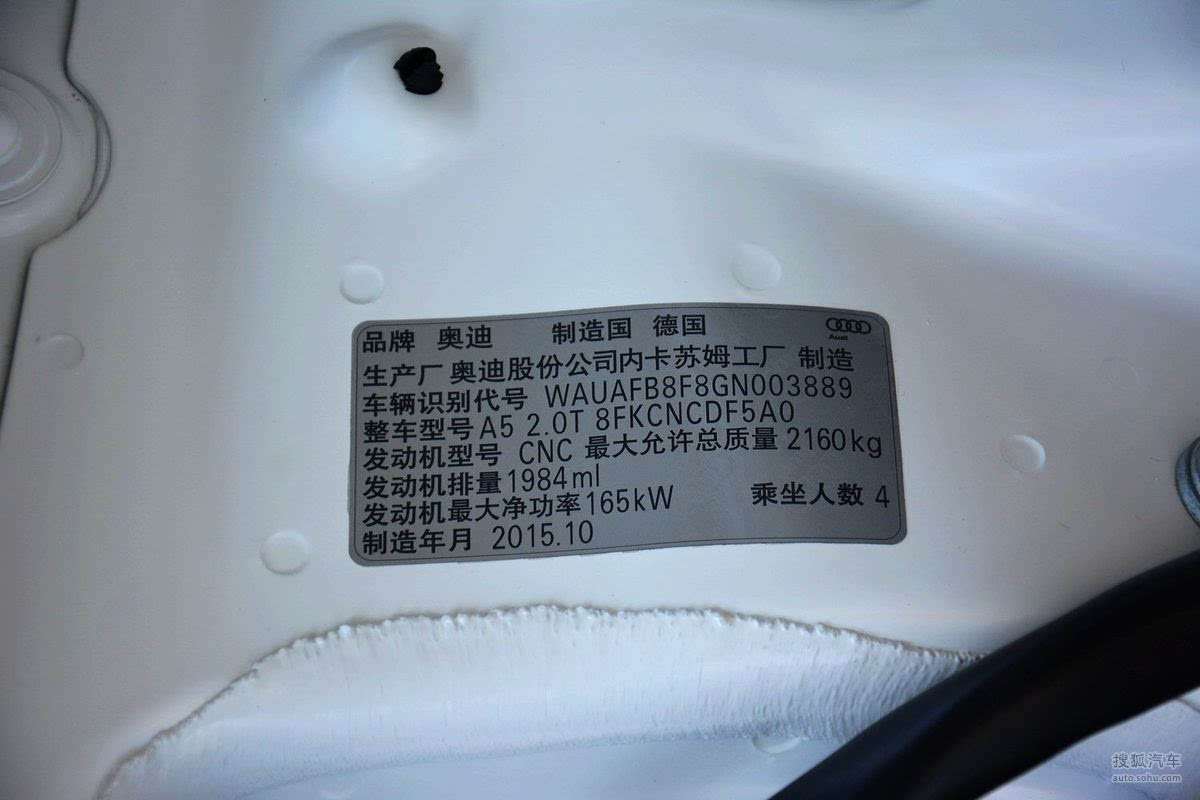 品牌 奥迪 制造国 德国
Audi
生产厂 奥迪股份公司内卡苏姆工厂 制造
车辆识别代号 WAUAFB8F8GN003889
整车型号 A5 2.0T 8FKCNCDF5A0
发动机型号 CNC 最大允许总质量 2160kg
发动机排量 1984ml
发动机最大净功率 165kW 乘坐人数 4
制造年月 2015.10
搜狐汽车
auto.sohu.com